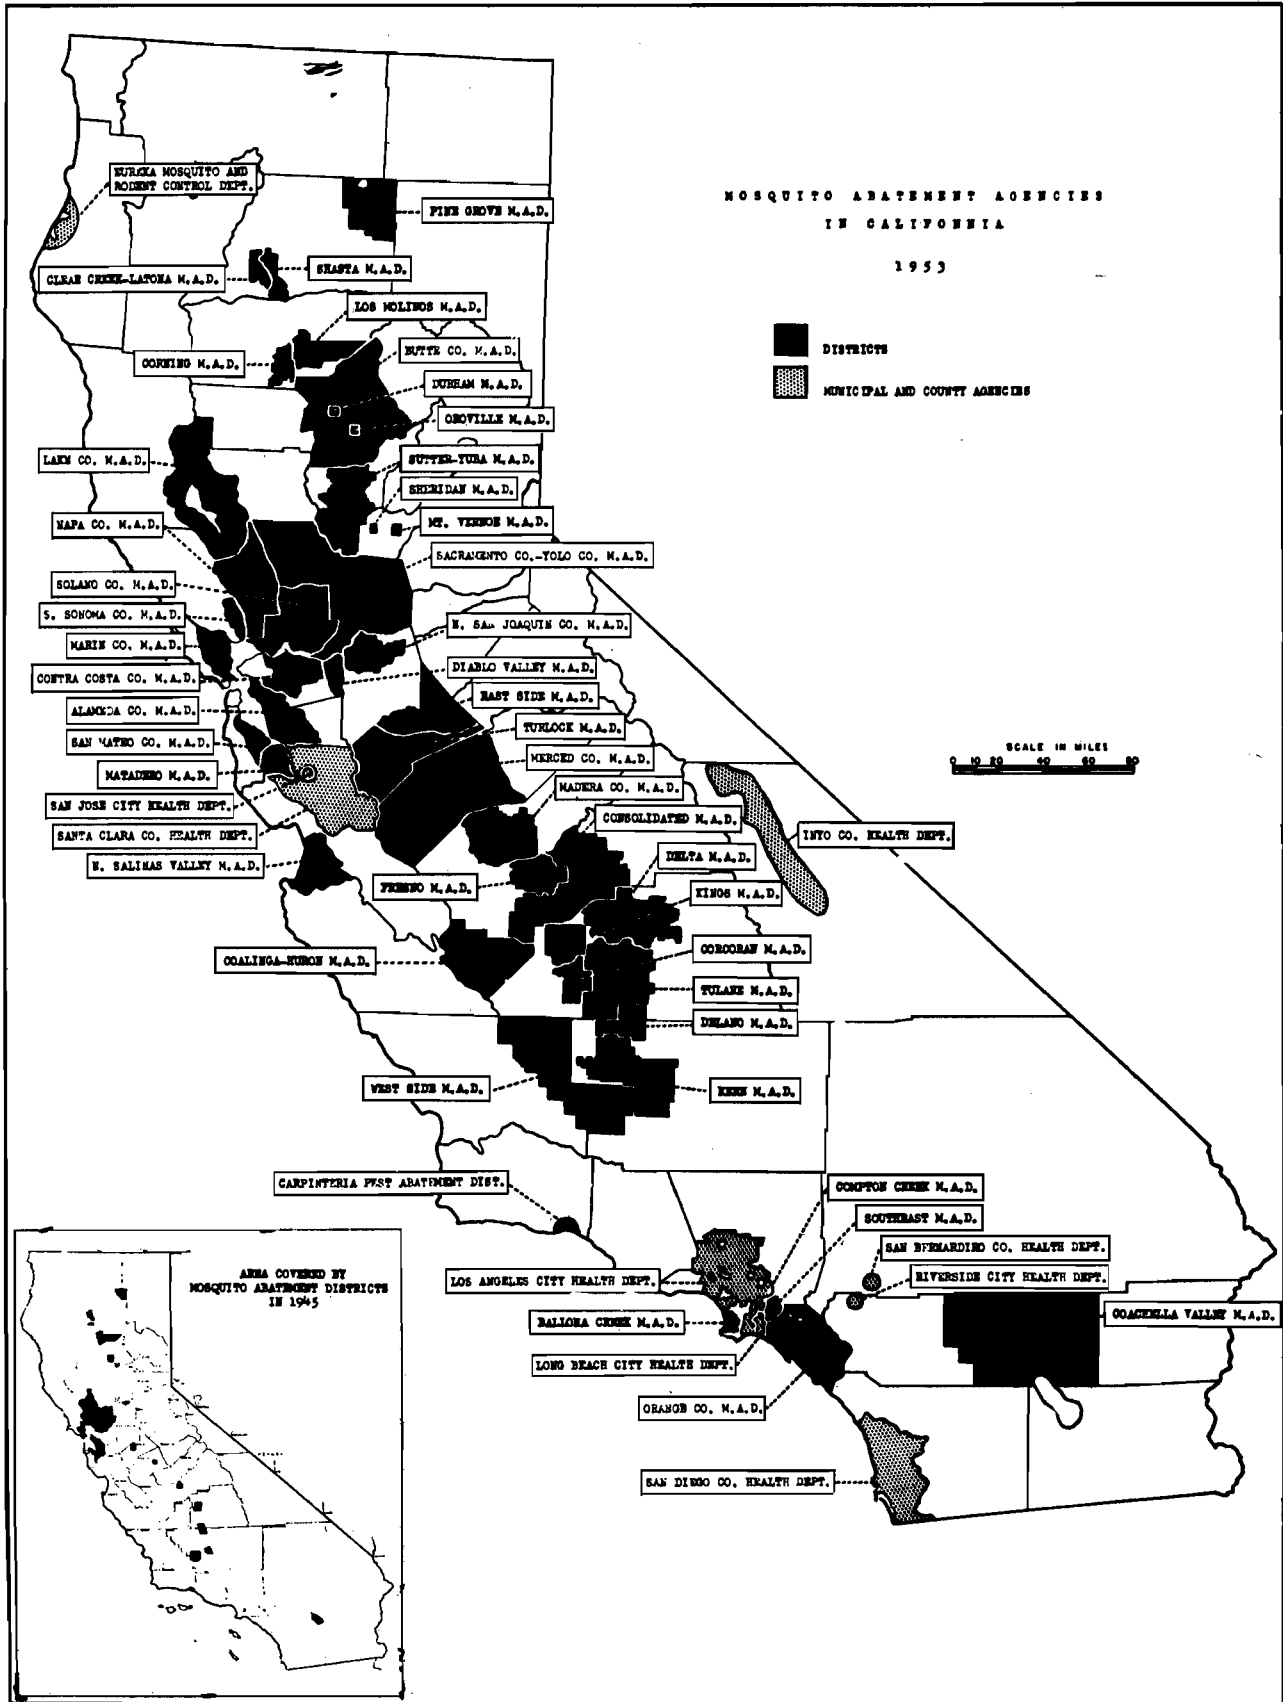 MOSQUITO ABATEMENT AGENCIES
IN CALIFORNIA
1953
DISTRICTS
MUNICIPAL AND COUNTY AGENCIES
EUREKA MOSQUITO AND
RODENT CONTROL DEPT.
PINE GROVE M.A.D.
SHASTA M.A.D.
CLEAR CREEK-LATONA M.A.D.
LOS MOLINOS M.A.D.
CORNING M.A.D.
BUTTE CO. M.A.D.
DURHAM M.A.D.
OROVILLE M.A.D.
LAKE CO. M.A.D.
SUTTER-YUBA M.A.D.
SHERIDAN M.A.D.
NAPA CO. M.A.D.
MT. VERNON M.A.D.
SACRAMENTO CO.-YOLO CO. M.A.D.
SOLANO CO. M.A.D.
S. SONOMA CO. M.A.D.
N. SAN JOAQUIN CO. M.A.D.
MARIN CO. M.A.D.
DIABLO VALLEY M.A.D.
CONTRA COSTA CO. M.A.D.
EAST SIDE M.A.D.
ALAMEDA CO. M.A.D.
TURLOCK M.A.D.
SAN MATEO CO. M.A.D.
MERCED CO. M.A.D.
MATADERO M.A.D.
MADERA CO. M.A.D.
SAN JOSE CITY HEALTH DEPT.
CONSOLIDATED M.A.D.
SANTA CLARA CO. HEALTH DEPT.
INYO CO. HEALTH DEPT.
N. SALINAS VALLEY M.A.D.
DELTA M.A.D.
FRESNO M.A.D.
KINGS M.A.D.
COALINGA-HURON M.A.D.
CORCORAN M.A.D.
TULARE M.A.D.
DELANO M.A.D.
WEST SIDE M.A.D.
KERN M.A.D.
SCALE IN MILES
0 10 20 40 60 80
CARPINTERIA PEST ABATEMENT DIST.
COMPTON CREEK M.A.D.
SOUTHEAST M.A.D.
SAN BERNARDINO CO. HEALTH DEPT.
RIVERSIDE CITY HEALTH DEPT.
LOS ANGELES CITY HEALTH DEPT.
COACHELLA VALLEY M.A.D.
BALLONA CREEK M.A.D.
LONG BEACH CITY HEALTH DEPT.
ORANGE CO. M.A.D.
SAN DIEGO CO. HEALTH DEPT.
AREA COVERED BY
MOSQUITO ABATEMENT DISTRICTS
IN 1945